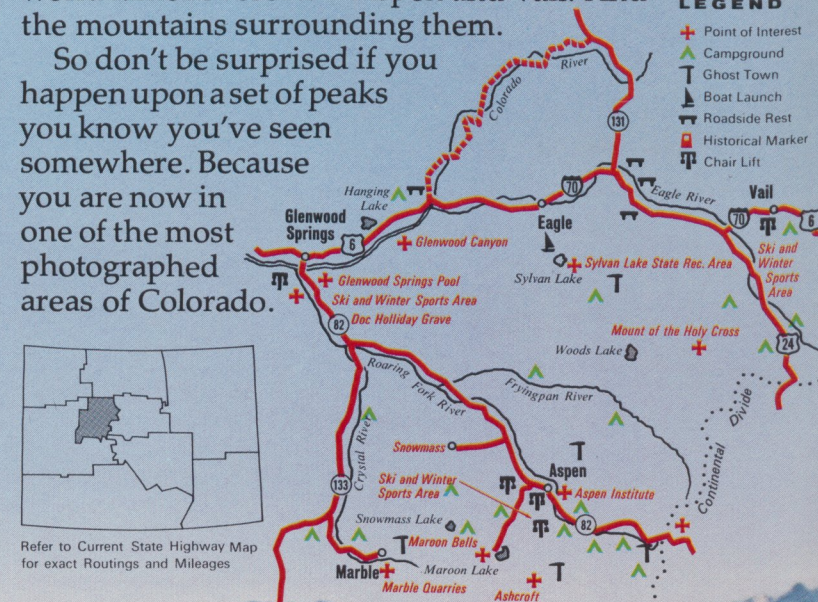 the mountains surrounding them.
So don't be surprised if you
happen upon a set of peaks
you know you've seen
somewhere. Because
you are now in
one of the most
photographed
areas of Colorado.
LEGEND
Point of Interest
Campground
Ghost Town
Boat Launch
Roadside Rest
Historical Marker
Chair Lift
River
Colorado
131
Hanging
Lake
70
Eagle River
Vail
Glenwood
Springs
6
Eagle
70
6
Glenwood Canyon
Ski and
Winter
Sports
Area
Sylvan Lake State Rec. Area
Sylvan Lake
Glenwood Springs Pool
Ski and Winter Sports Area
82
Doc Holliday Grave
Mount of the Holy Cross
Woods Lake
24
Roaring
Fork River
Fryingpan River
Continental Divide
Crystal River
Snowmass
Aspen
Ski and Winter
Sports Area
Aspen Institute
133
Snowmass Lake
82
Maroon Bells
Marble
Maroon Lake
Marble Quarries
Ashcroft
Refer to Current State Highway Map
for exact Routings and Mileages